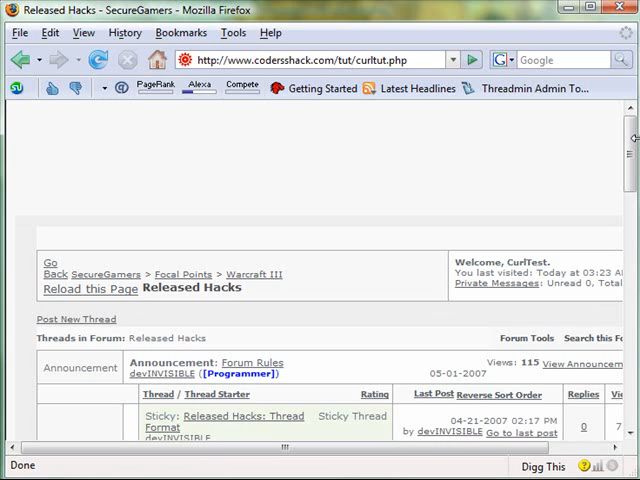 Released Hacks - SecureGamers - Mozilla Firefox
File Edit View History Bookmarks Tools Help
http://www.codersshack.com/tut/curltut.php
G Google
PageRank Alexa Compete Getting Started Latest Headlines Threadmin Admin To...
Go
Back SecureGamers > Focal Points > Warcraft III
Reload this Page Released Hacks
Welcome, CurlTest.
You last visited: Today at 03:23 A
Private Messages: Unread 0, Total
Post New Thread
Threads in Forum: Released Hacks Forum Tools Search this Fo
Announcement Announcement: Forum Rules Views: 115 View Announcem
devINVISIBLE ([Programmer]) 05-01-2007
Thread / Thread Starter Rating Last Post Reverse Sort Order Replies Vi
Sticky: Released Hacks: Thread Format Sticky Thread
devINVISIBLE
04-21-2007 02:17 PM
by devINVISIBLE Go to last post
0 7
Done Digg This